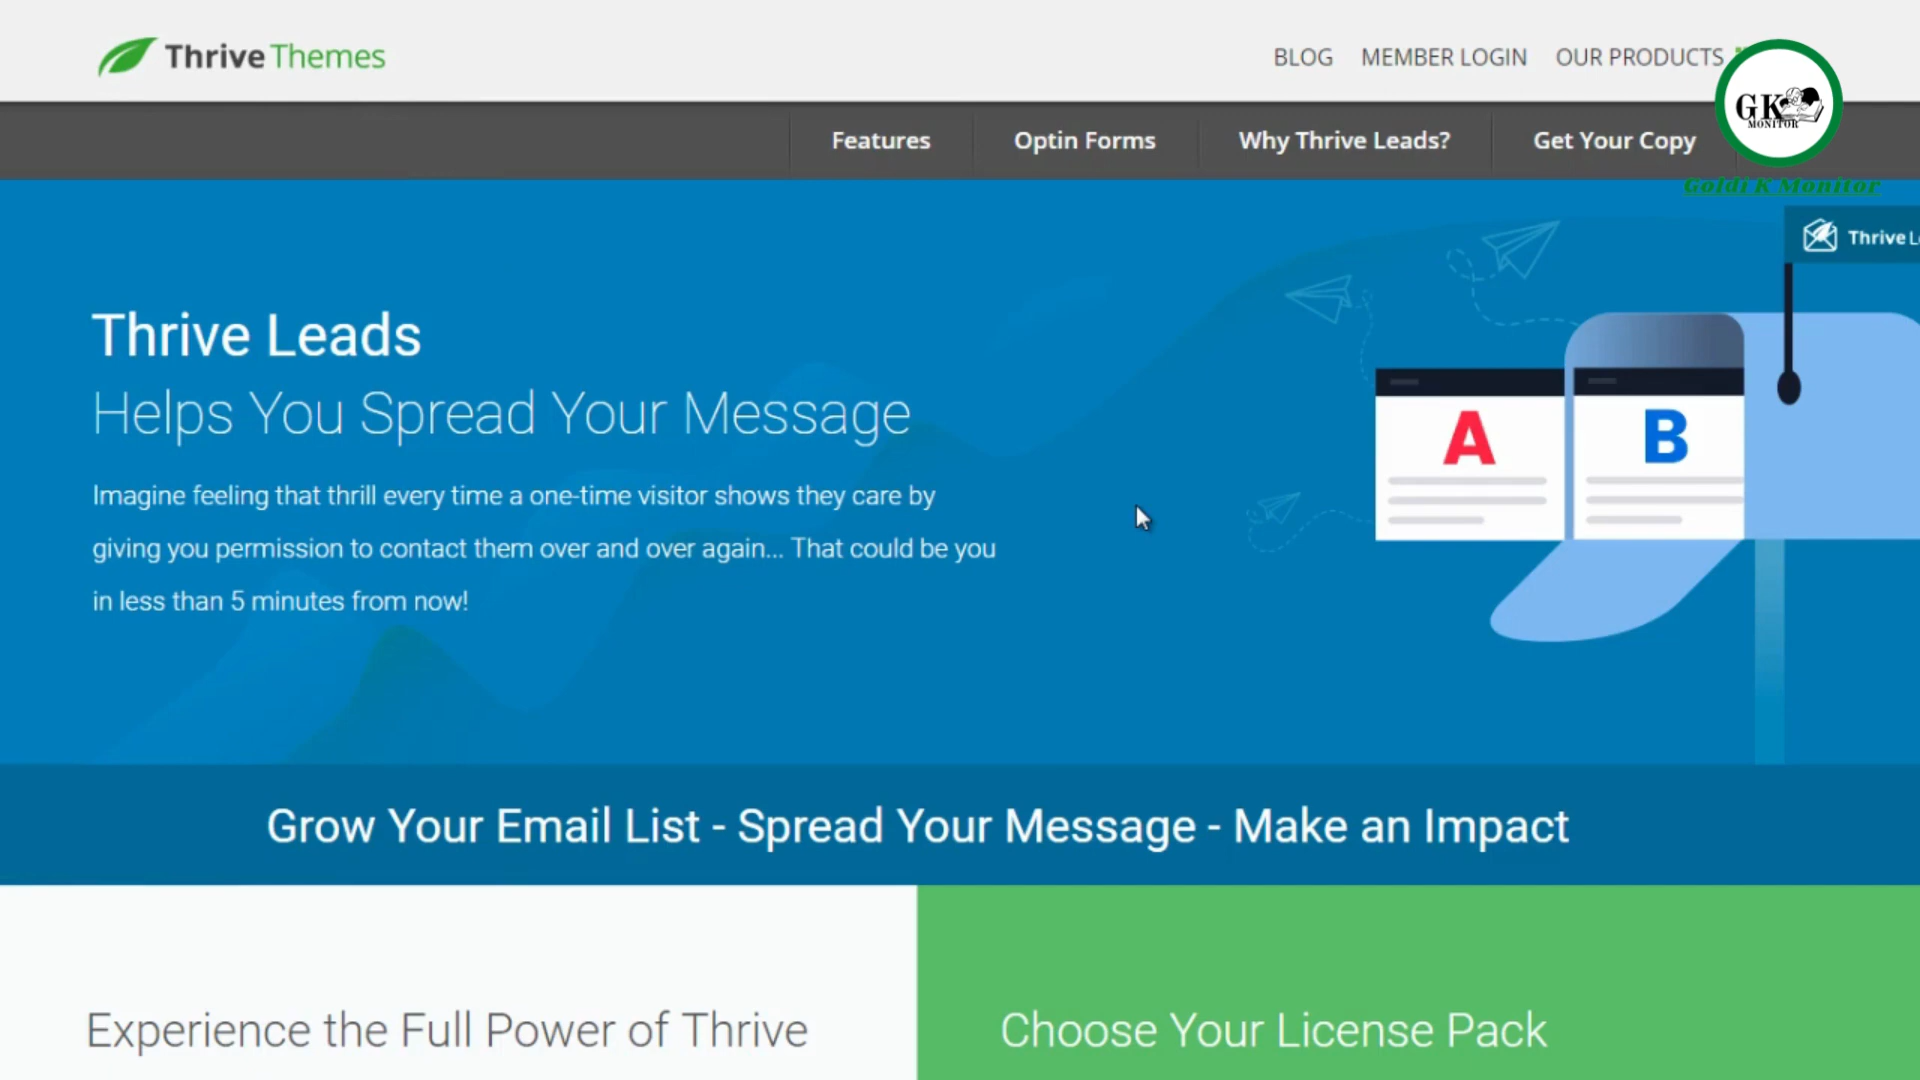 Thrive Themes
BLOG MEMBER LOGIN OUR PRODUCTS
GK
MONITOR
Features Optin Forms Why Thrive Leads? Get Your Copy
Goldi K Monitor
Thrive
Thrive Leads
Helps You Spread Your Message
A B
Imagine feeling that thrill every time a one-time visitor shows they care by
giving you permission to contact them over and over again... That could be you
in less than 5 minutes from now!
Grow Your Email List - Spread Your Message - Make an Impact
Experience the Full Power of Thrive
Choose Your License Pack